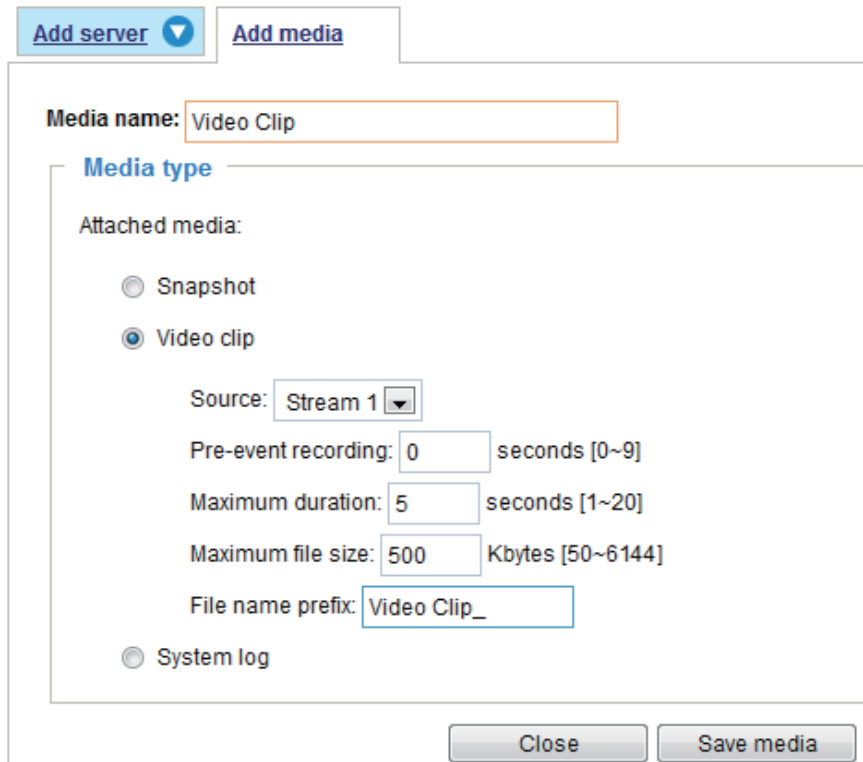 Add server Add media
Media name: Video Clip
Media type
Attached media:
Snapshot
Video clip
Source: Stream 1
Pre-event recording: 0 seconds [0~9]
Maximum duration: 5 seconds [1~20]
Maximum file size: 500 Kbytes [50~6144]
File name prefix: Video Clip_
System log
Close Save media